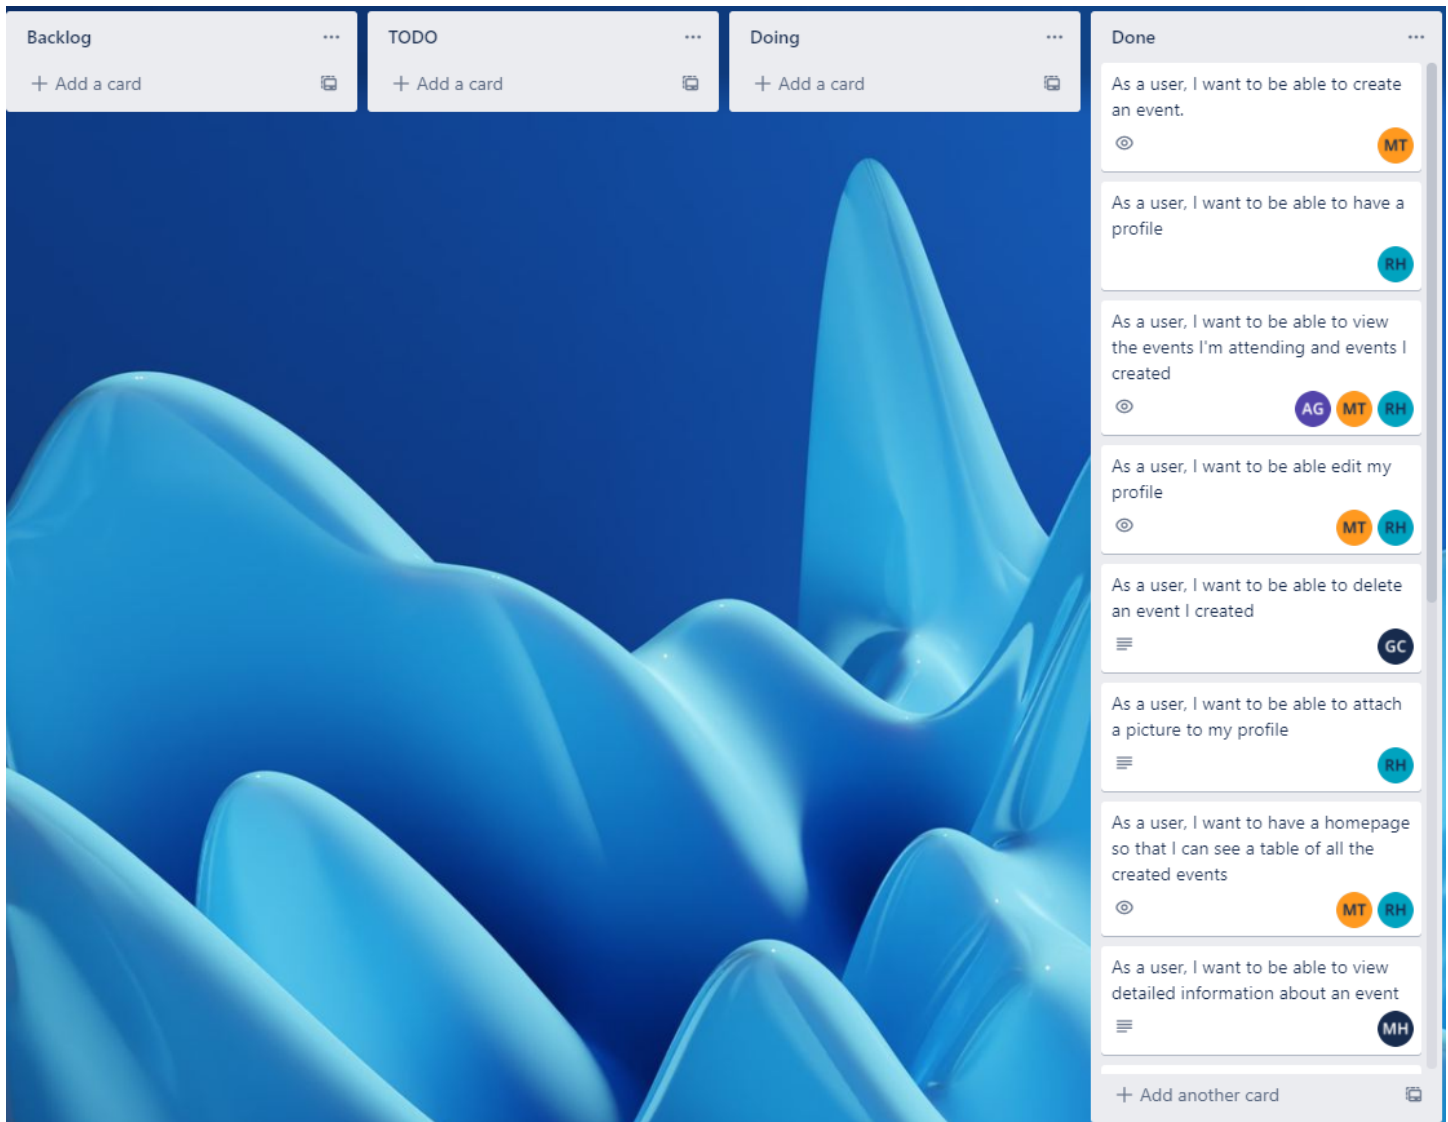 Backlog
Add a card
TODO
Add a card
Doing
Add a card
Done
As a user, I want to be able to create
an event.
MT
As a user, I want to be able to have a
profile
RH
As a user, I want to be able to view
the events I'm attending and events I
created
AG MT RH
As a user, I want to be able edit my
profile
MT RH
As a user, I want to be able to delete
an event I created
GC
As a user, I want to be able to attach
a picture to my profile
RH
As a user, I want to have a homepage
so that I can see a table of all the
created events
MT RH
As a user, I want to be able to view
detailed information about an event
MH
Add another card